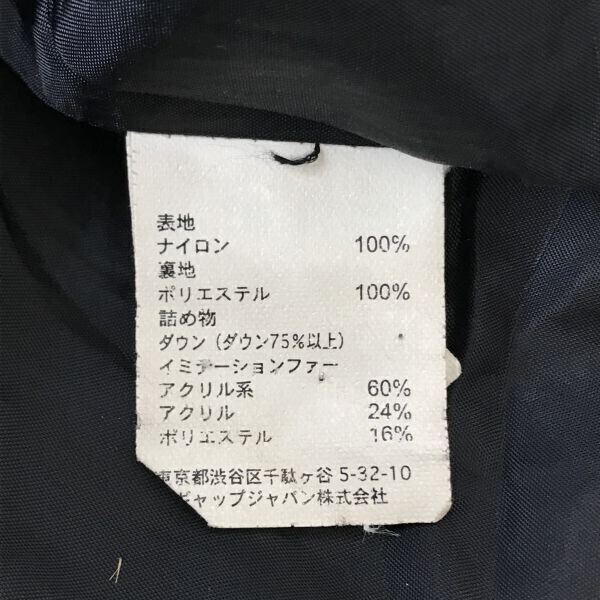 表地
ナイロン 100%
裏地
ポリエステル 100%
詰め物
ダウン (ダウン75%以上)
イミテーションファー
アクリル系 60%
アクリル 24%
ポリエステル 16%
東京都渋谷区千駄ヶ谷 5-32-10
ギャップジャパン株式会社